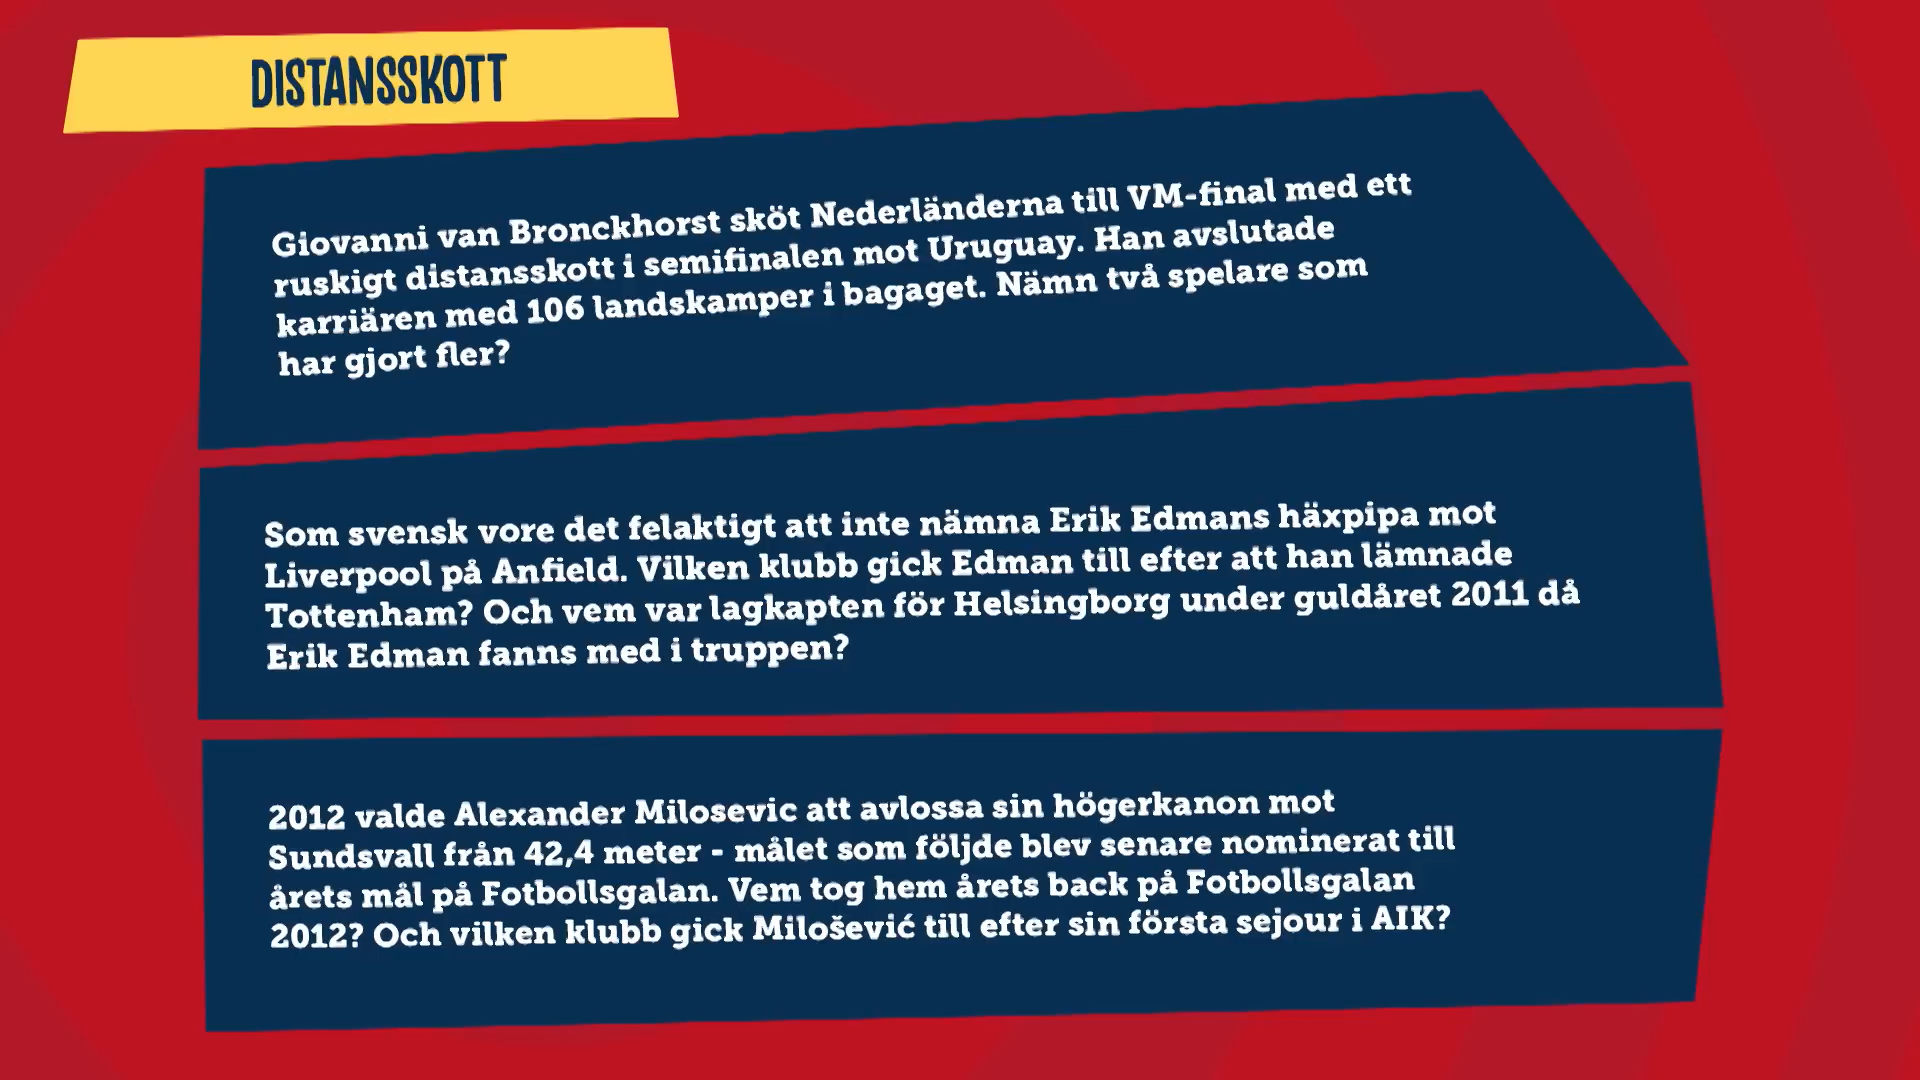 DISTANSSKOTT
Giovanni van Bronckhorst sköt Nederländerna till VM-final med ett
ruskigt distansskott i semifinalen mot Uruguay. Han avslutade
karriären med 106 landskamper i bagaget. Nämn två spelare som
har gjort fler?
Som svensk vore det felaktigt att inte nämna Erik Edmans häxpipa mot
Liverpool på Anfield. Vilken klubb gick Edman till efter att han lämnade
Tottenham? Och vem var lagkapten för Helsingborg under guldåret 2011 då
Erik Edman fanns med i truppen?
2012 valde Alexander Milosevic att avlossa sin högerkanon mot
Sundsvall från 42,4 meter - målet som följde blev senare nominerat till
årets mål på Fotbollsgalan. Vem tog hem årets back på Fotbollsgalan
2012? Och vilken klubb gick Milošević till efter sin första sejour i AIK?